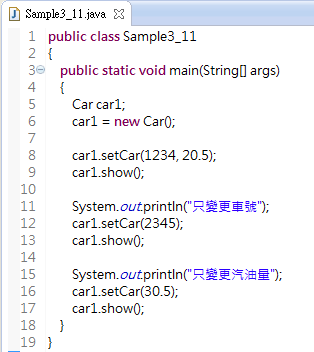 Sample3_11.java
1 public class Sample3_11
2 {
3 public static void main(String[] args)
4 {
5 Car car1;
6 car1 = new Car();
7
8 car1.setCar(1234, 20.5);
9 car1.show();
10
11 System.out.println("只變更車號");
12 car1.setCar(2345);
13 car1.show();
14
15 System.out.println("只變更汽油量");
16 car1.setCar(30.5);
17 car1.show();
18 }
19 }